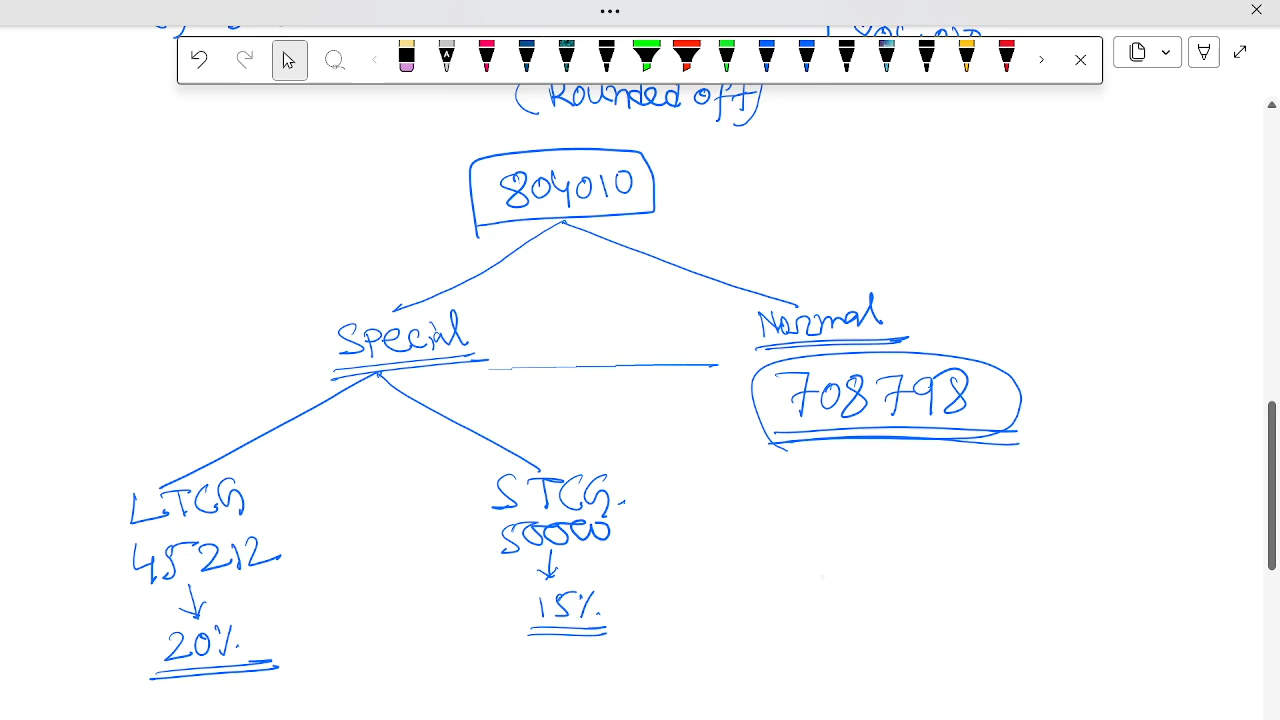 (Rounded off)
804010
Special
Normal
708798
LTCG
STCG.
45212
50000
20%.
15%.